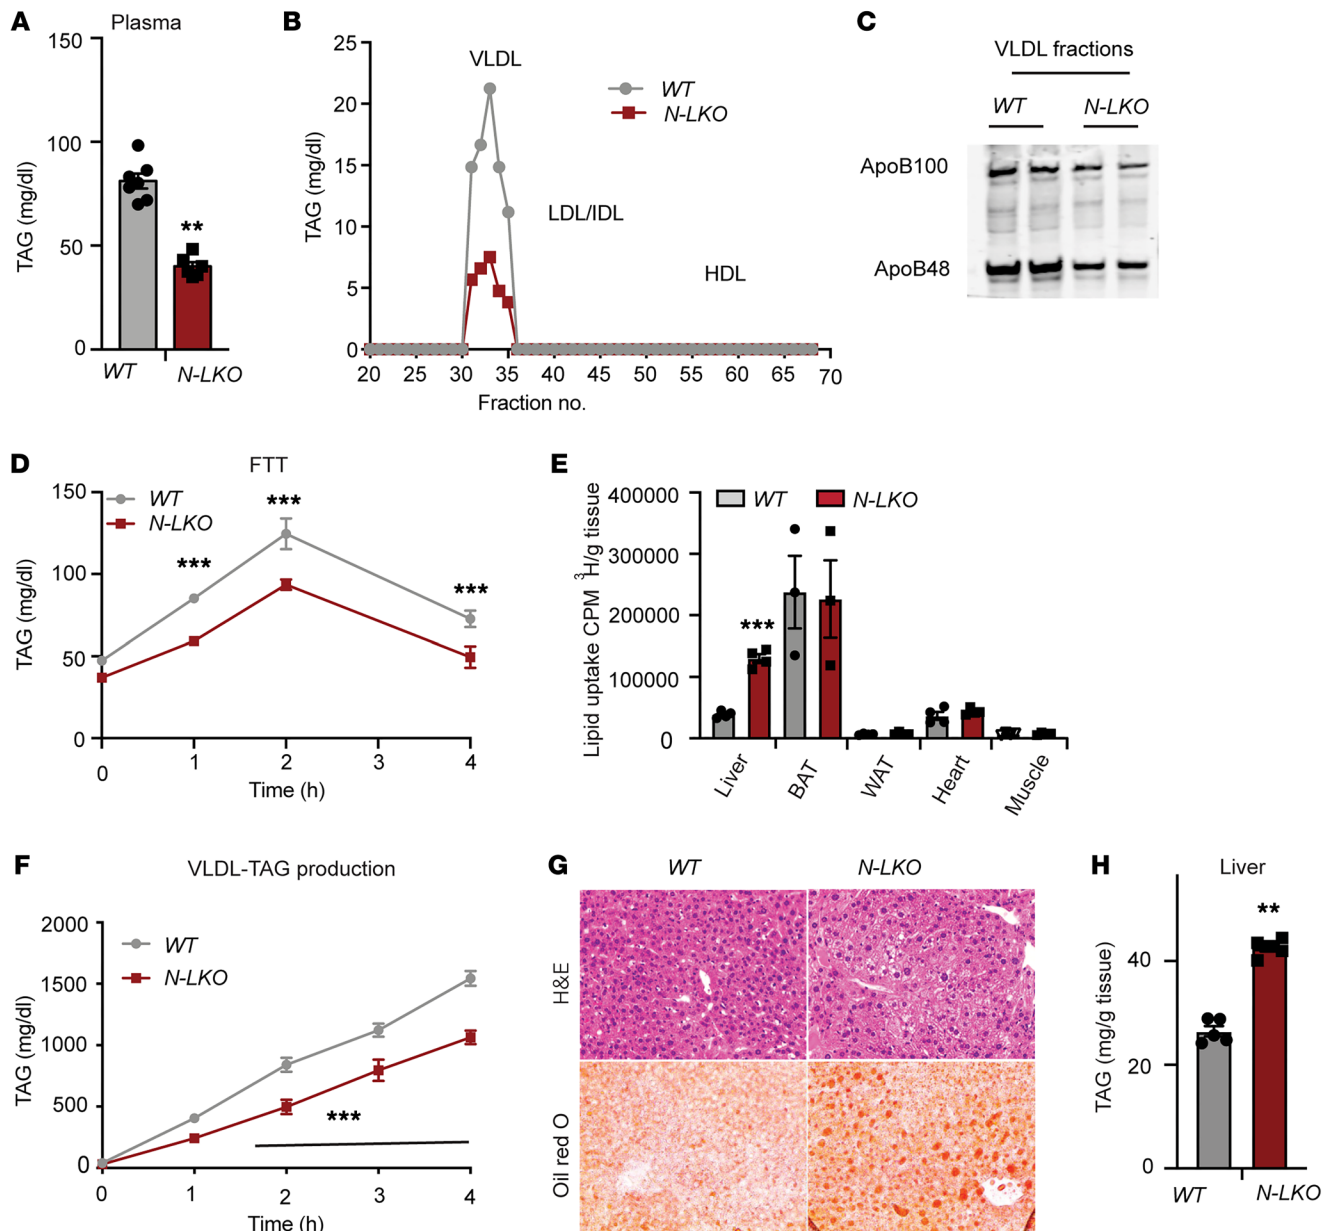 A
Plasma
150
100
50
0
TAG (mg/dl)
**
WT
N-LKO
B
25
20
15
10
5
0
TAG (mg/dl)
VLDL
WT
N-LKO
LDL/IDL
HDL
20 25 30 35 40 45 50 55 60 65 70
Fraction no.
C
VLDL fractions
WT N-LKO
ApoB100
ApoB48
D
FTT
150
100
50
0
TAG (mg/dl)
WT
N-LKO
***
***
***
0 1 2 3 4
Time (h)
E
400000
300000
200000
100000
0
Lipid uptake CPM ³H/g tissue
WT N-LKO
***
Liver
BAT
WAT
Heart
Muscle
F
VLDL-TAG production
2000
1500
1000
500
0
TAG (mg/dl)
WT
N-LKO
***
0 1 2 3 4
Time (h)
G
WT N-LKO
H&E
Oil red O
H
Liver
40
20
0
TAG (mg/g tissue)
**
WT
N-LKO